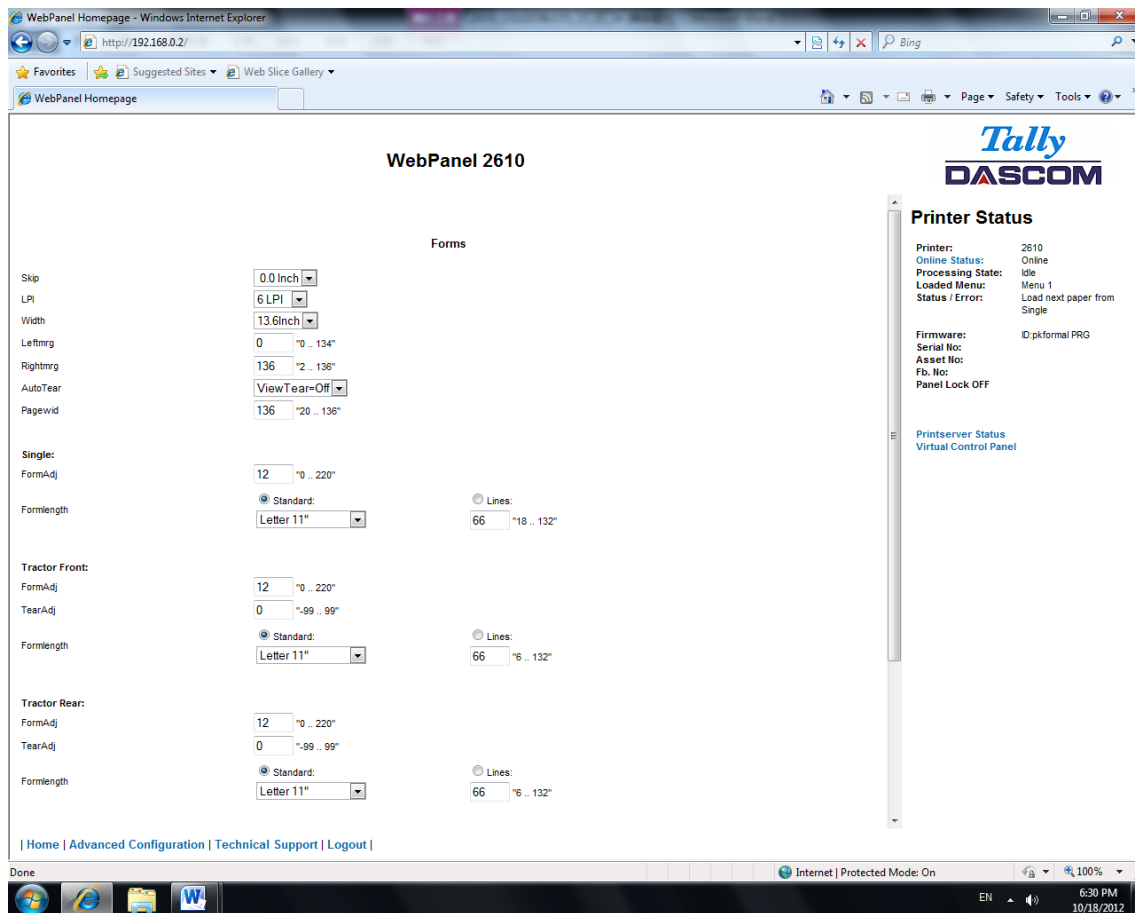 WebPanel Homepage - Windows Internet Explorer
http://192.168.0.2/
Bing
Favorites
Suggested Sites
Web Slice Gallery
WebPanel Homepage
Page
Safety
Tools
WebPanel 2610
Tally
DASCOM
Forms
Skip 0.0 Inch
LPI 6 LPI
Width 13.6Inch
Leftmrg 0 "0 .. 134"
Rightmrg 136 "2 .. 136"
AutoTear ViewTear=Off
Pagewid 136 "20 .. 136"
Single:
FormAdj 12 "0 .. 220"
Formlength
Standard: Lines:
Letter 11" 66 "18 .. 132"
Tractor Front:
FormAdj 12 "0 .. 220"
TearAdj 0 "-99 .. 99"
Formlength
Standard: Lines:
Letter 11" 66 "6 .. 132"
Tractor Rear:
FormAdj 12 "0 .. 220"
TearAdj 0 "-99 .. 99"
Formlength
Standard: Lines:
Letter 11" 66 "6 .. 132"
Printer Status
Printer: 2610
Online Status: Online
Processing State: Idle
Loaded Menu: Menu 1
Status / Error: Load next paper from
Single
Firmware: ID:pkformal PRG
Serial No:
Asset No:
Fb. No:
Panel Lock OFF
Printserver Status
Virtual Control Panel
| Home | Advanced Configuration | Technical Support | Logout |
Done
Internet | Protected Mode: On
100%
EN
6:30 PM
10/18/2012